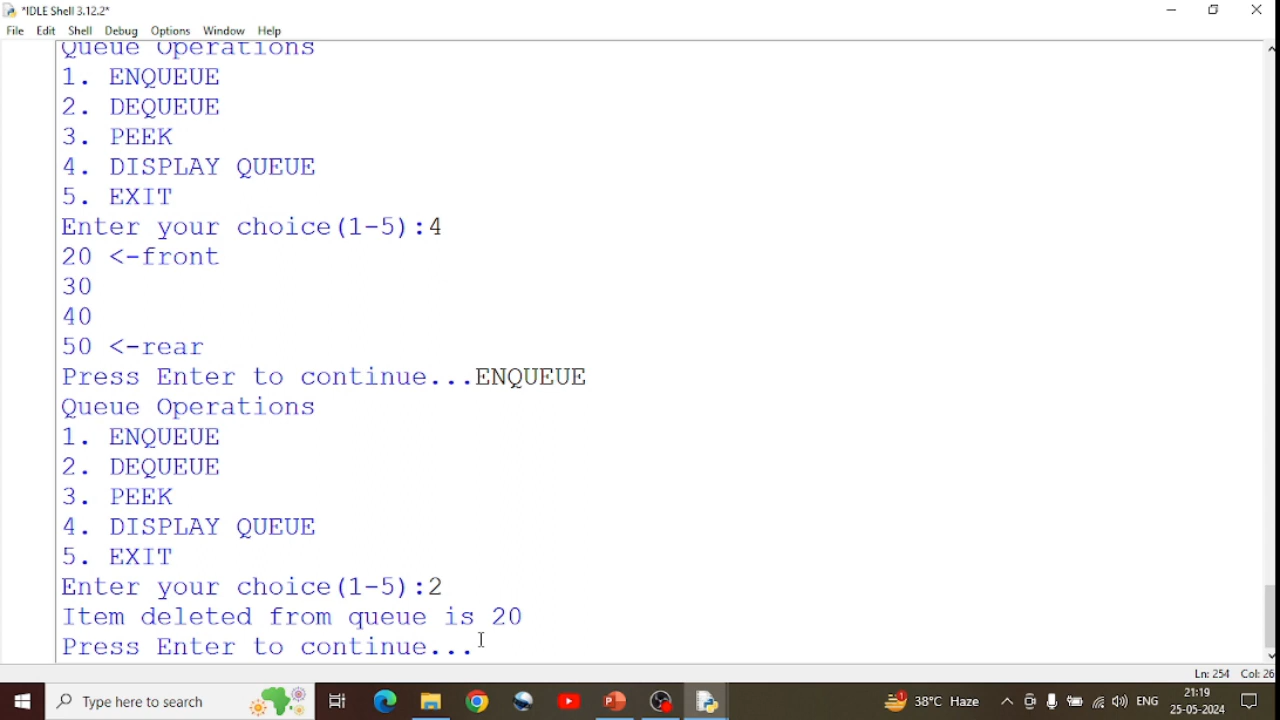 *IDLE Shell 3.12.2*
File Edit Shell Debug Options Window Help
Queue Operations
1. ENQUEUE
2. DEQUEUE
3. PEEK
4. DISPLAY QUEUE
5. EXIT
Enter your choice(1-5):4
20 <-front
30
40
50 <-rear
Press Enter to continue...ENQUEUE
Queue Operations
1. ENQUEUE
2. DEQUEUE
3. PEEK
4. DISPLAY QUEUE
5. EXIT
Enter your choice(1-5):2
Item deleted from queue is 20
Press Enter to continue...
Ln: 254 Col: 26
Type here to search 1 38°C Haze ENG 21:19
25-05-2024